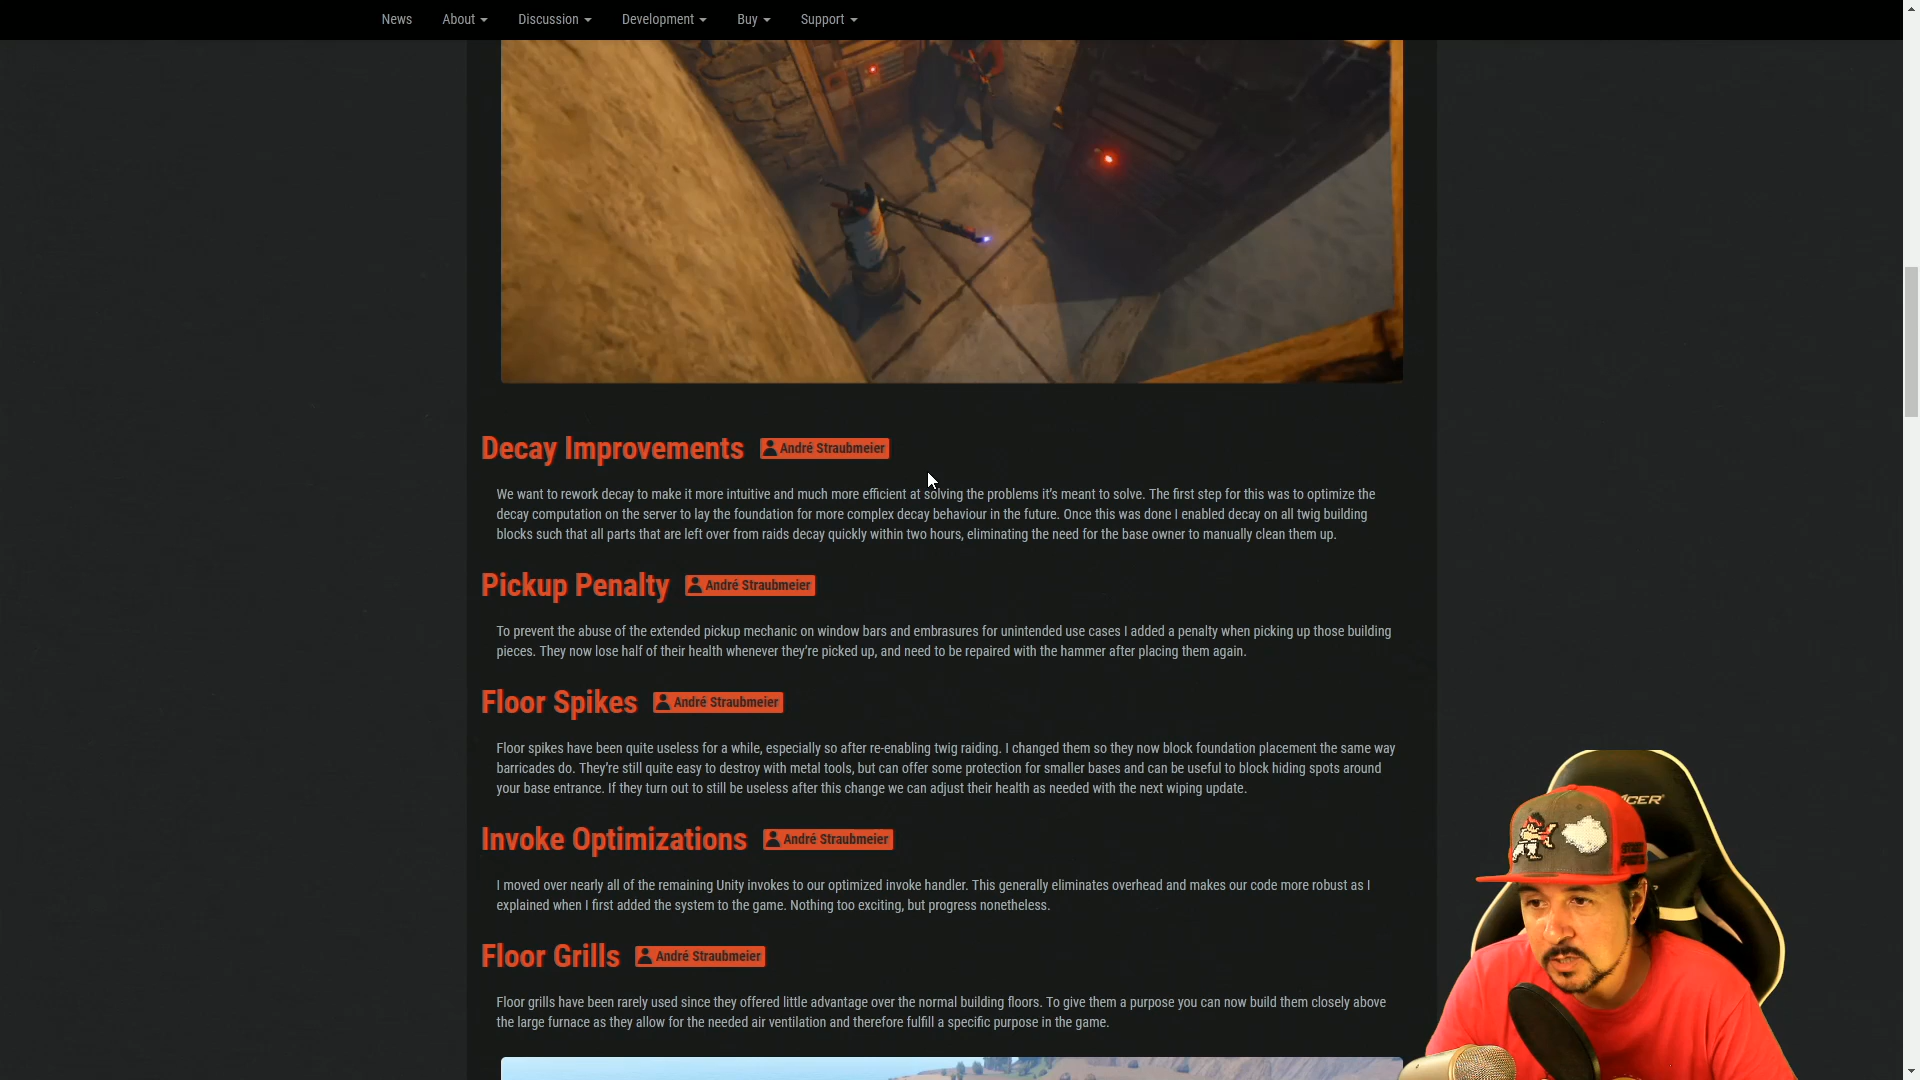 News About Discussion Development Buy Support
Decay Improvements André Straubmeier
We want to rework decay to make it more intuitive and much more efficient at solving the problems it's meant to solve. The first step for this was to optimize the
decay computation on the server to lay the foundation for more complex decay behaviour in the future. Once this was done I enabled decay on all twig building
blocks such that all parts that are left over from raids decay quickly within two hours, eliminating the need for the base owner to manually clean them up.
Pickup Penalty André Straubmeier
To prevent the abuse of the extended pickup mechanic on window bars and embrasures for unintended use cases I added a penalty when picking up those building
pieces. They now lose half of their health whenever they're picked up, and need to be repaired with the hammer after placing them again.
Floor Spikes André Straubmeier
Floor spikes have been quite useless for a while, especially so after re-enabling twig raiding. I changed them so they now block foundation placement the same way
barricades do. They're still quite easy to destroy with metal tools, but can offer some protection for smaller bases and can be useful to block hiding spots around
your base entrance. If they turn out to still be useless after this change we can adjust their health as needed with the next wiping update.
Invoke Optimizations André Straubmeier
I moved over nearly all of the remaining Unity invokes to our optimized invoke handler. This generally eliminates overhead and makes our code more robust as I
explained when I first added the system to the game. Nothing too exciting, but progress nonetheless.
Floor Grills André Straubmeier
Floor grills have been rarely used since they offered little advantage over the normal building floors. To give them a purpose you can now build them closely above
the large furnace as they allow for the needed air ventilation and therefore fulfill a specific purpose in the game.